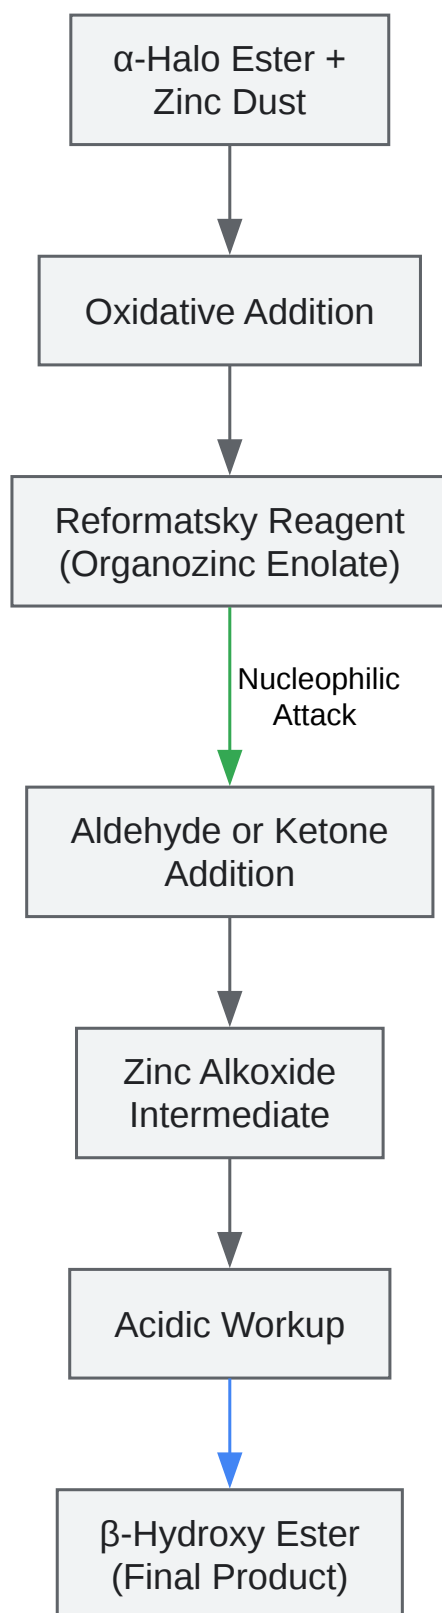 α-Halo Ester +
Zinc Dust
Oxidative Addition
Reformatsky Reagent
(Organozinc Enolate)
Nucleophilic
Attack
Aldehyde or Ketone
Addition
Zinc Alkoxide
Intermediate
Acidic Workup
β-Hydroxy Ester
(Final Product)